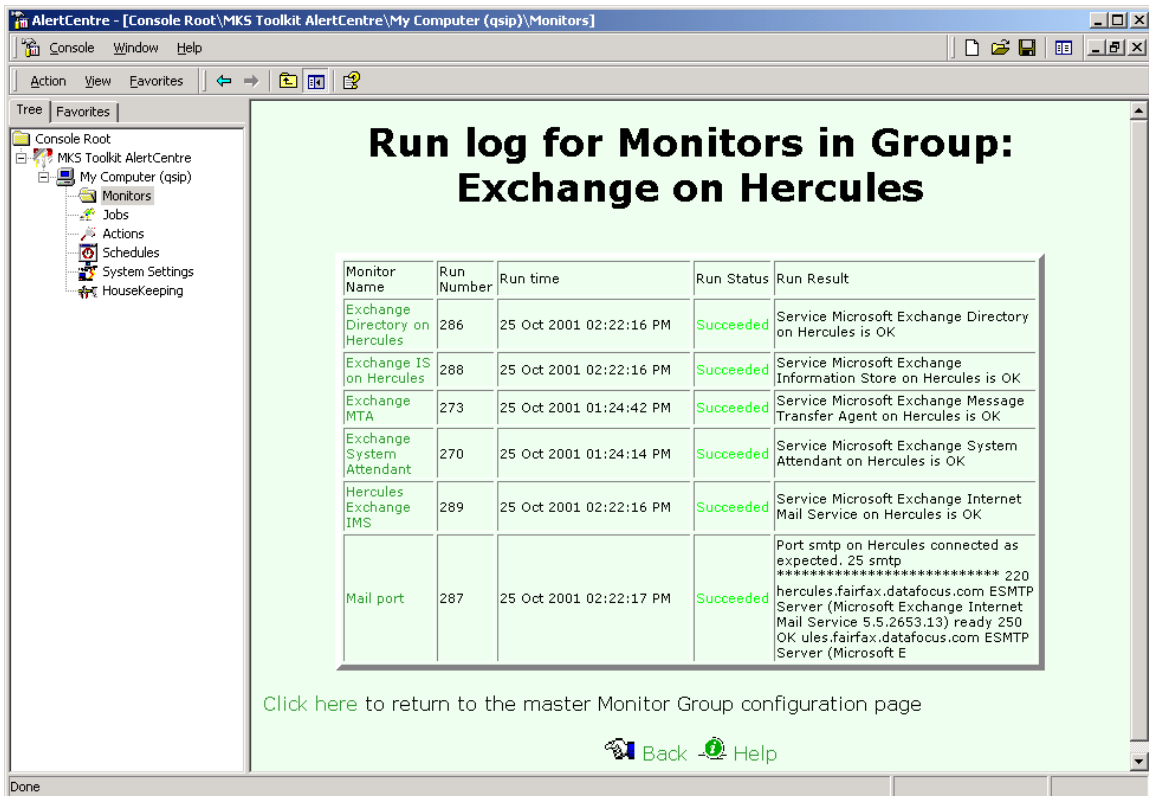 AlertCentre - [Console Root\MKS Toolkit AlertCentre\My Computer (qsip)\Monitors]
Console Window Help
Action View Favorites
Tree Favorites
Console Root
MKS Toolkit AlertCentre
My Computer (qsip)
Monitors
Jobs
Actions
Schedules
System Settings
HouseKeeping
Run log for Monitors in Group:
Exchange on Hercules
Monitor
Name
Run
Number
Run time
Run Status
Run Result
Exchange
Directory on
Hercules
286
25 Oct 2001 02:22:16 PM
Succeeded
Service Microsoft Exchange Directory
on Hercules is OK
Exchange IS
on Hercules
288
25 Oct 2001 02:22:16 PM
Succeeded
Service Microsoft Exchange
Information Store on Hercules is OK
Exchange
MTA
273
25 Oct 2001 01:24:42 PM
Succeeded
Service Microsoft Exchange Message
Transfer Agent on Hercules is OK
Exchange
System
Attendant
270
25 Oct 2001 01:24:14 PM
Succeeded
Service Microsoft Exchange System
Attendant on Hercules is OK
Hercules
Exchange
IMS
289
25 Oct 2001 02:22:16 PM
Succeeded
Service Microsoft Exchange Internet
Mail Service on Hercules is OK
Mail port
287
25 Oct 2001 02:22:17 PM
Succeeded
Port smtp on Hercules connected as
expected. 25 smtp
*************************** 220
hercules.fairfax.datafocus.com ESMTP
Server (Microsoft Exchange Internet
Mail Service 5.5.2653.13) ready 250
OK ules.fairfax.datafocus.com ESMTP
Server (Microsoft E
Click here to return to the master Monitor Group configuration page
Back Help
Done